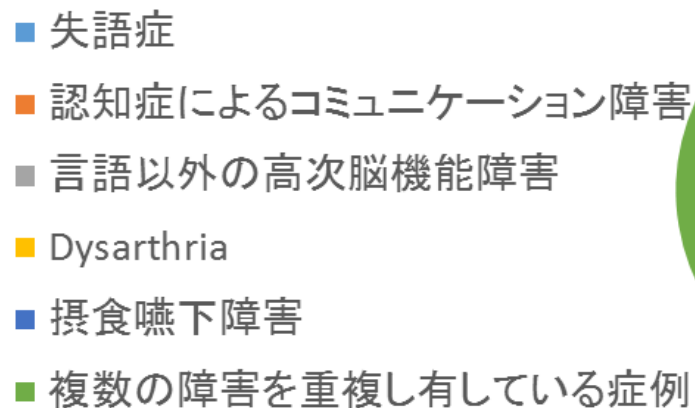 失語症
認知症によるコミュニケーション障害
言語以外の高次脳機能障害
Dysarthria
摂食嚥下障害
複数の障害を重複し有している症例